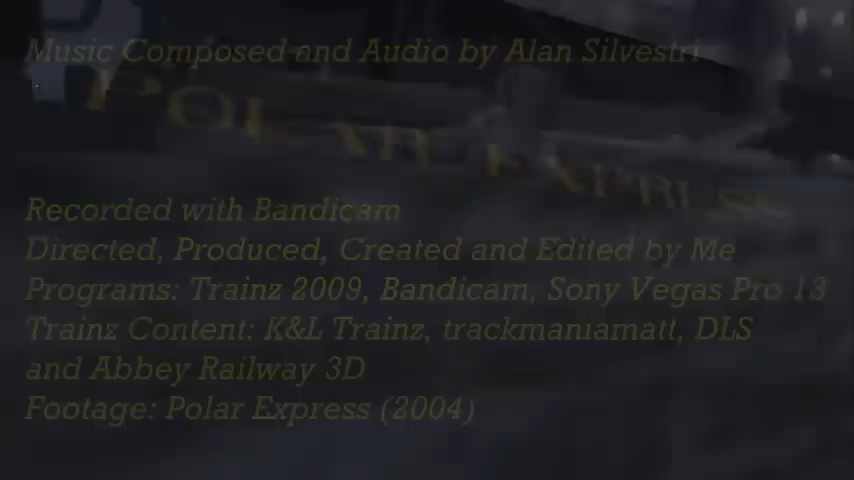 Music Composed and Audio by Alan Silvestri
POLAR EXPRESS
Recorded with Bandicam
Directed, Produced, Created and Edited by Me
Programs: Trainz 2009, Bandicam, Sony Vegas Pro 13
Trainz Content: K&L Trainz, trackmaniamatt, DLS
and Abbey Railway 3D
Footage: Polar Express (2004)